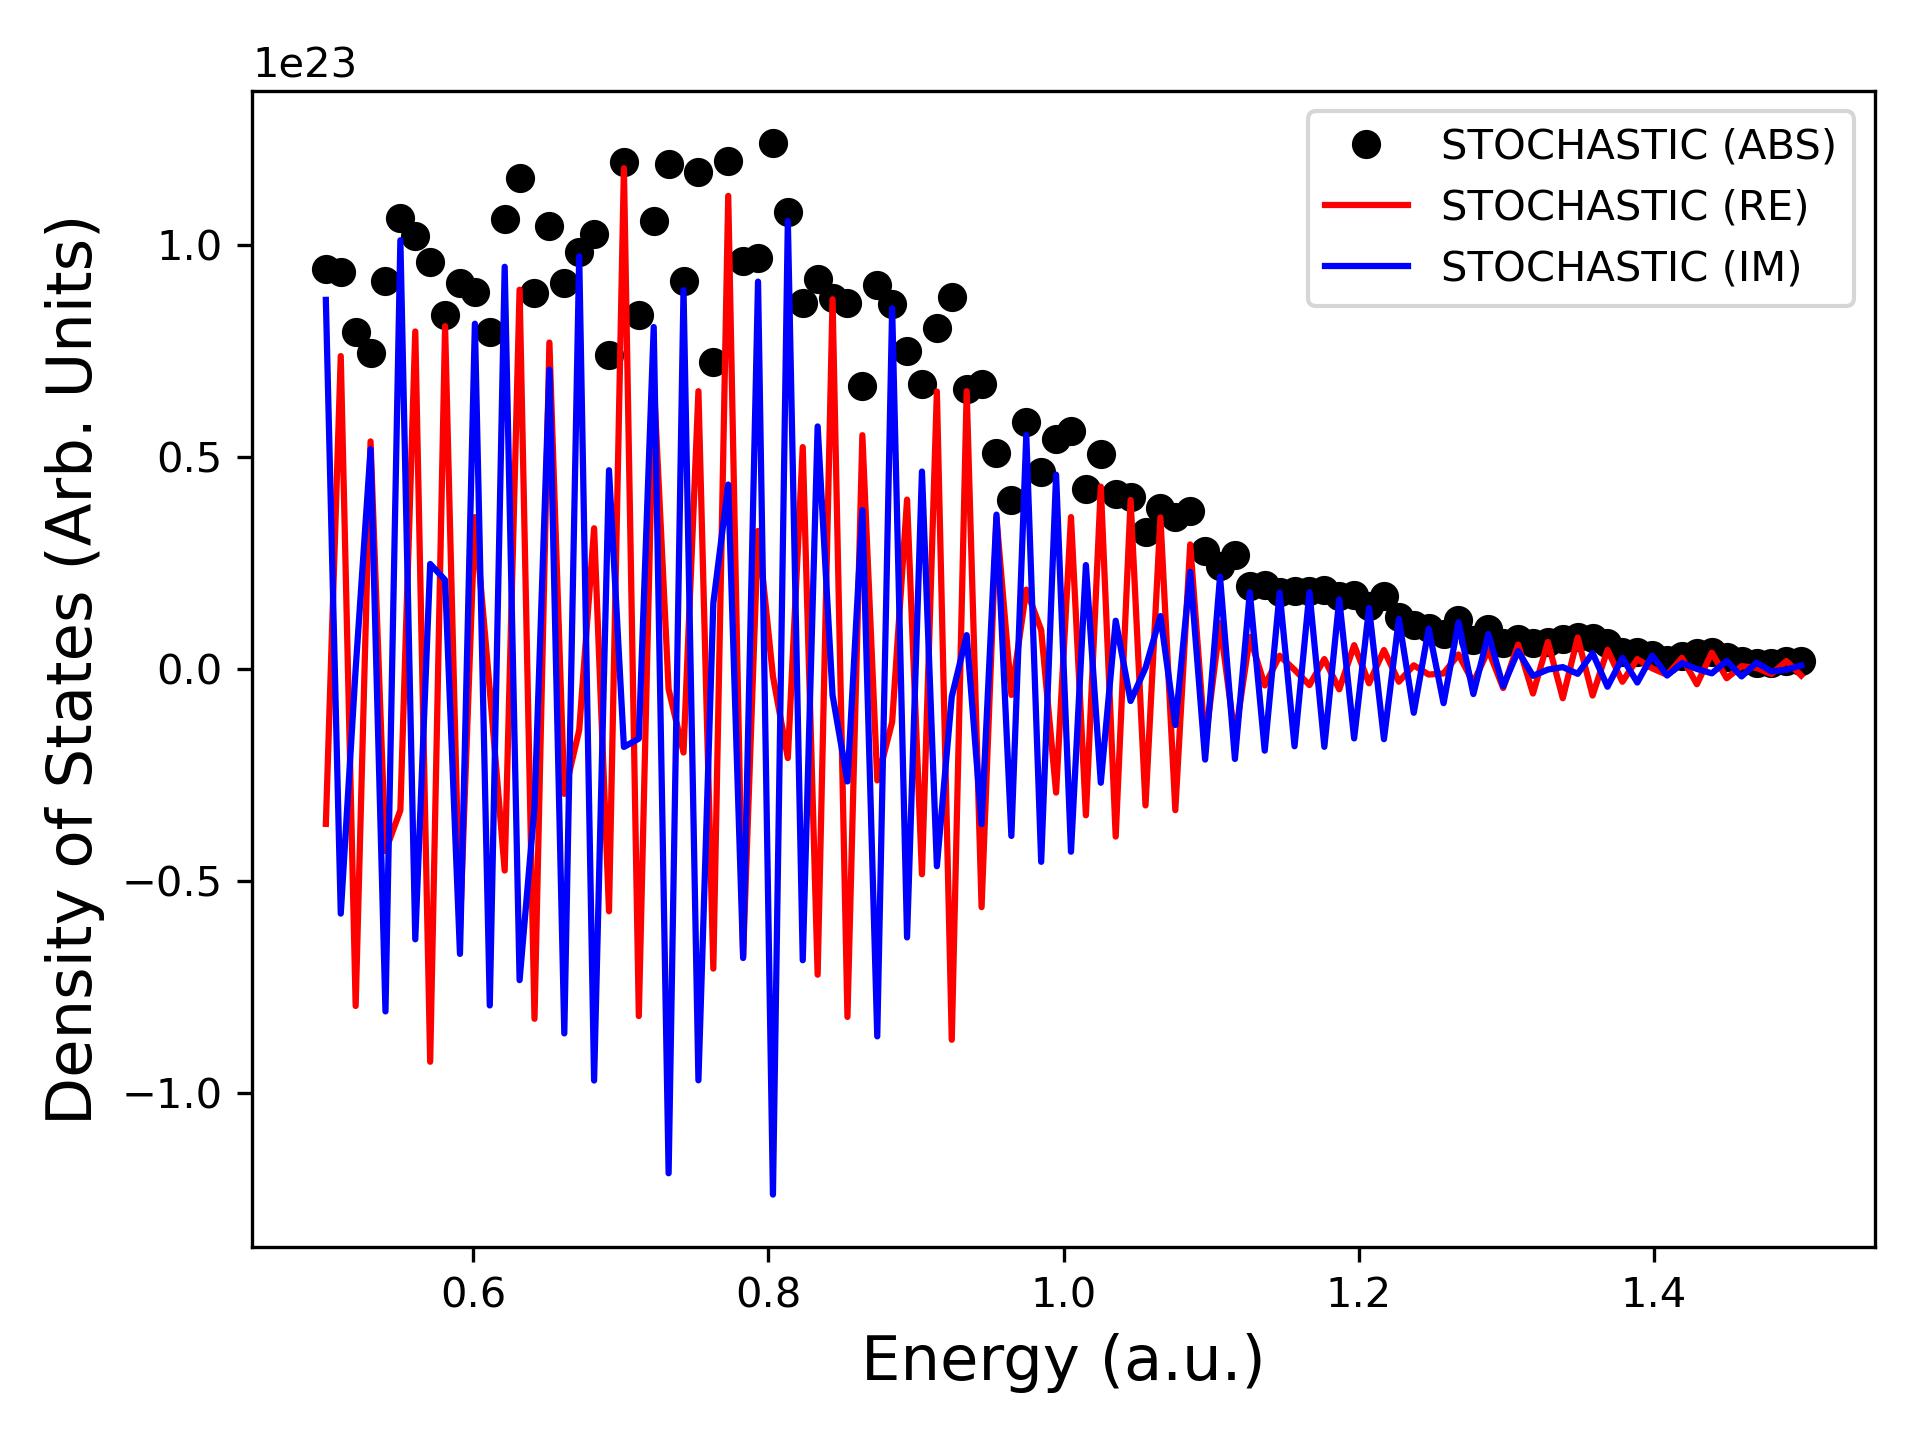 1e23
STOCHASTIC (ABS)
STOCHASTIC (RE)
STOCHASTIC (IM)
Density of States (Arb. Units)
1.0
0.5
0.0
−0.5
−1.0
0.6 0.8 1.0 1.2 1.4
Energy (a.u.)